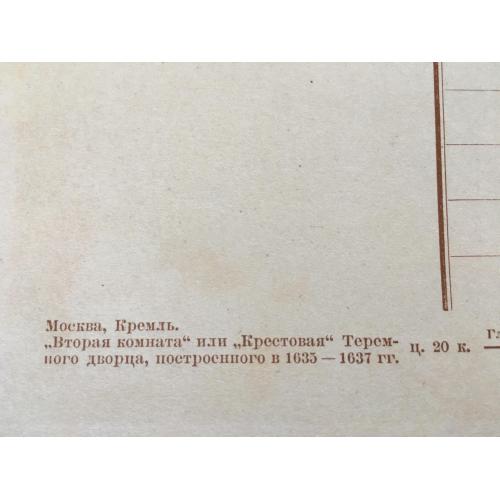 Москва, Кремль.
„Вторая комната“ или „Крестовая“ Терем-
ного дворца, построенного в 1635 — 1637 гг.
ц. 20 к.